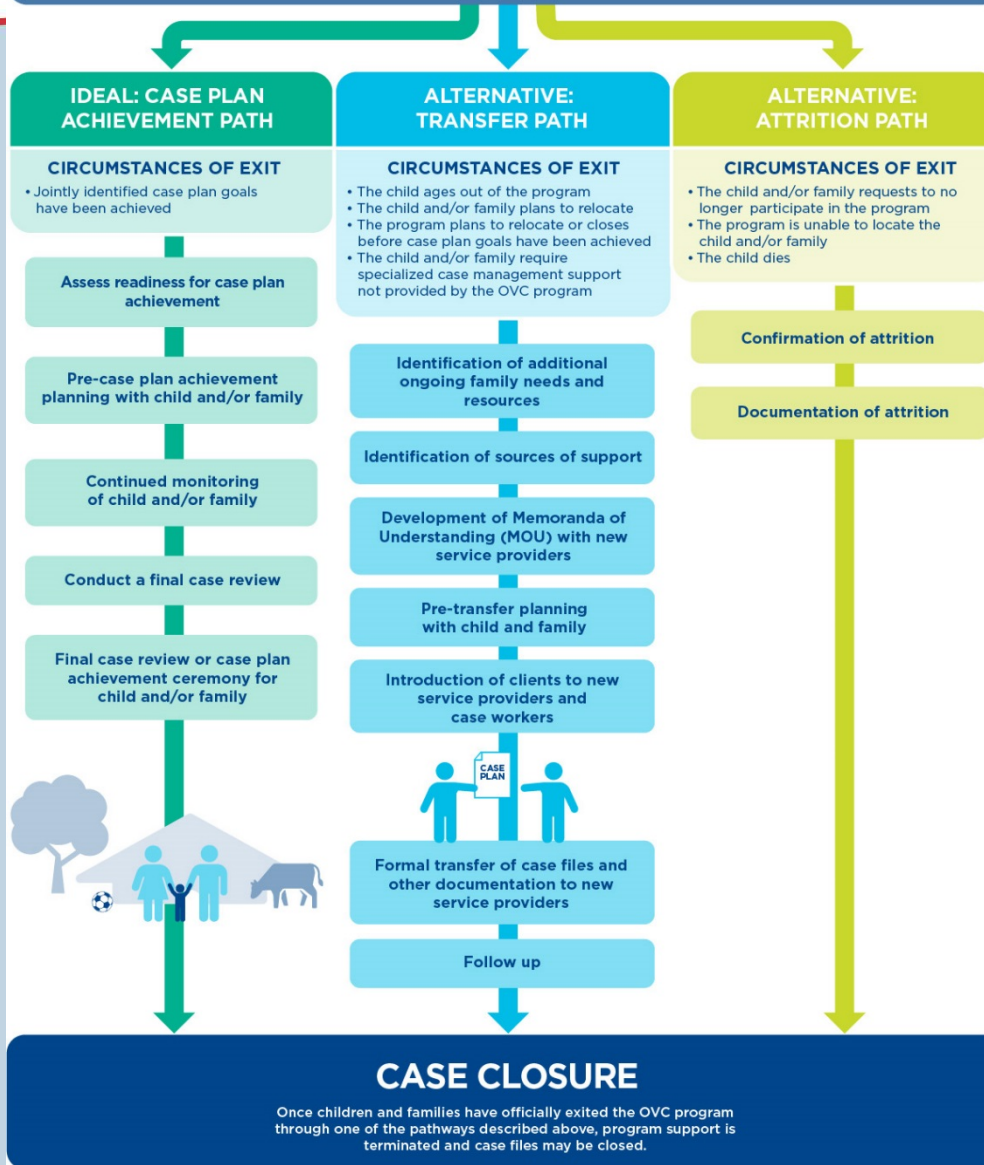 IDEAL: CASE PLAN
ACHIEVEMENT PATH
CIRCUMSTANCES OF EXIT
• Jointly identified case plan goals
have been achieved
Assess readiness for case plan
achievement
Pre-case plan achievement
planning with child and/or family
Continued monitoring
of child and/or family
Conduct a final case review
Final case review or case plan
achievement ceremony for
child and/or family
ALTERNATIVE:
TRANSFER PATH
CIRCUMSTANCES OF EXIT
• The child ages out of the program
• The child and/or family plans to relocate
• The program plans to relocate or closes
before case plan goals have been achieved
• The child and/or family require
specialized case management support
not provided by the OVC program
Identification of additional
ongoing family needs and
resources
Identification of sources of support
Development of Memoranda of
Understanding (MOU) with new
service providers
Pre-transfer planning
with child and family
Introduction of clients to new
service providers and
case workers
CASE
PLAN
Formal transfer of case files and
other documentation to new
service providers
Follow up
ALTERNATIVE:
ATTRITION PATH
CIRCUMSTANCES OF EXIT
• The child and/or family requests to no
longer participate in the program
• The program is unable to locate the
child and/or family
• The child dies
Confirmation of attrition
Documentation of attrition
CASE CLOSURE
Once children and families have officially exited the OVC program
through one of the pathways described above, program support is
terminated and case files may be closed.